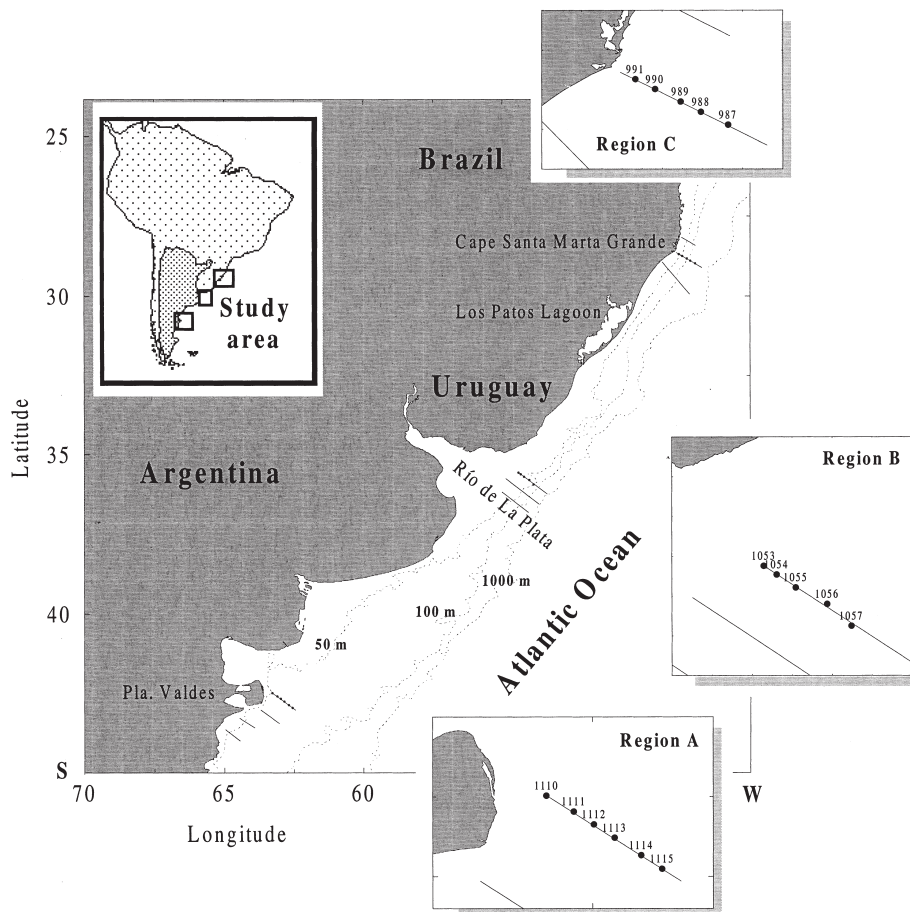 991
990
989
988
987
Region C
25
Brazil
Cape Santa Marta Grande
30
Study
area
Los Patos Lagoon
Uruguay
Latitude
35
Argentina
Río de La Plata
Region B
1053
1054
1055
1056
1057
Atlantic Ocean
1000 m
40
100 m
50 m
Pla. Valdes
Region A
1110
1111
1112
1113
1114
1115
S
70
65
60
W
Longitude